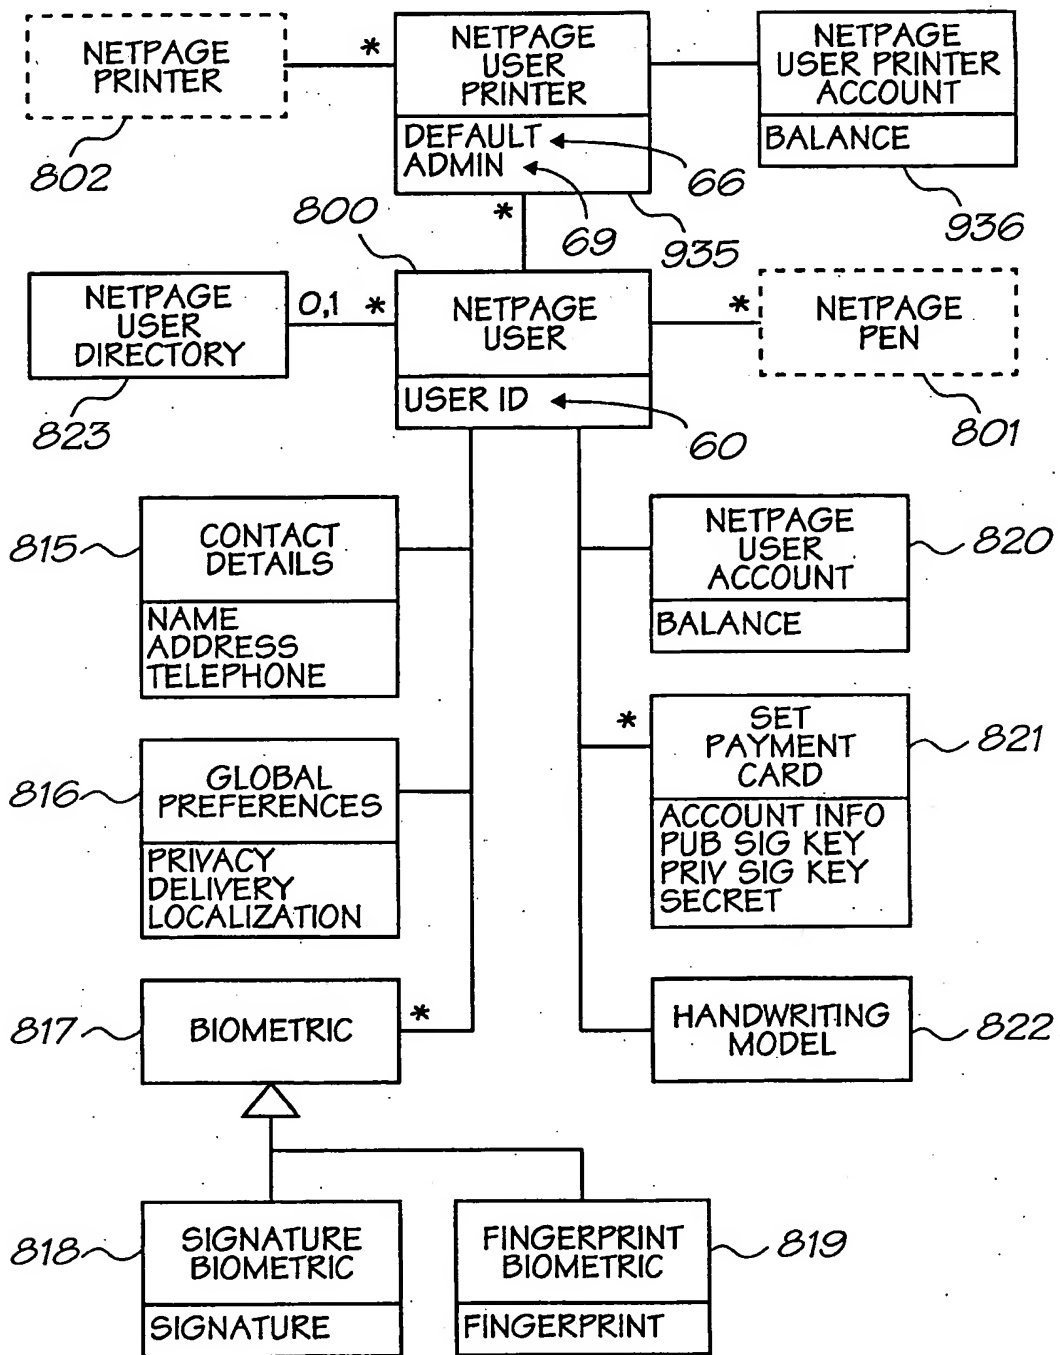 NETPAGE
PRINTER
802
*
NETPAGE
USER
PRINTER
DEFAULT
ADMIN
66
69
935
NETPAGE
USER PRINTER
ACCOUNT
BALANCE
936
*
800
NETPAGE
USER
DIRECTORY
823
0,1
*
NETPAGE
USER
USER ID
60
*
NETPAGE
PEN
801
815
CONTACT
DETAILS
NAME
ADDRESS
TELEPHONE
NETPAGE
USER
ACCOUNT
BALANCE
820
816
GLOBAL
PREFERENCES
PRIVACY
DELIVERY
LOCALIZATION
*
SET
PAYMENT
CARD
ACCOUNT INFO
PUB SIG KEY
PRIV SIG KEY
SECRET
821
817
BIOMETRIC
*
HANDWRITING
MODEL
822
818
SIGNATURE
BIOMETRIC
SIGNATURE
FINGERPRINT
BIOMETRIC
FINGERPRINT
819